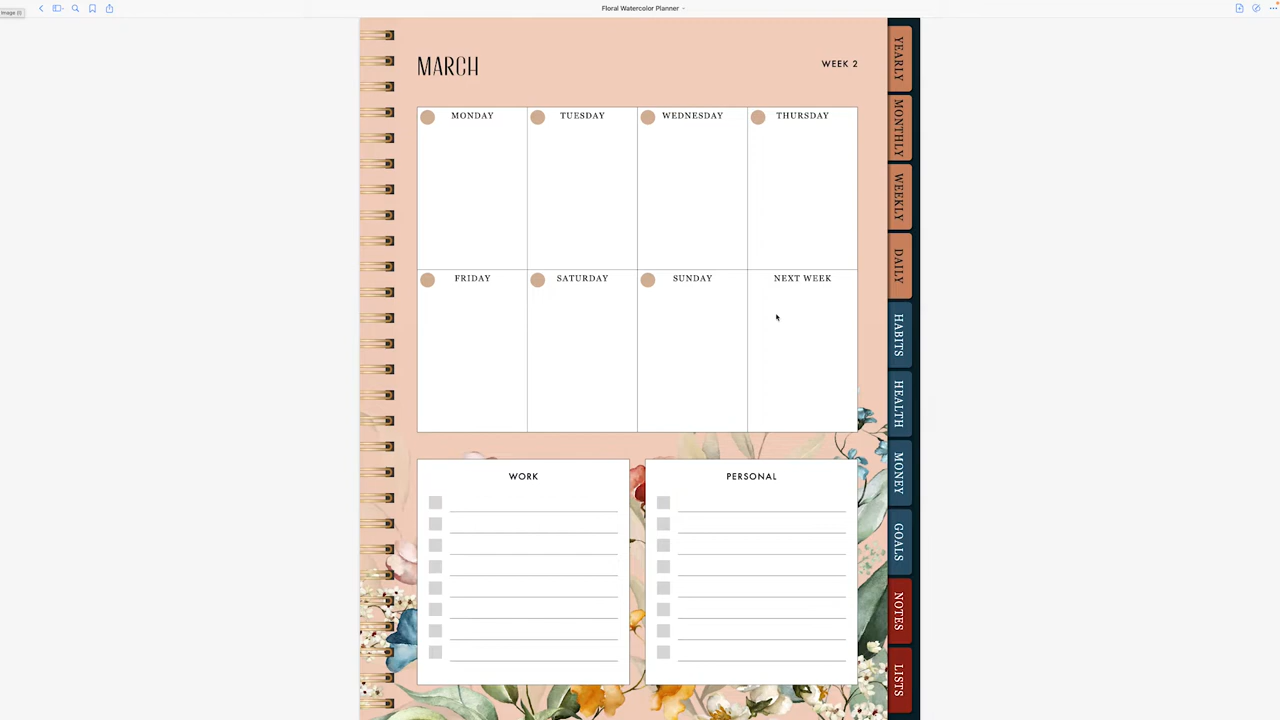 Floral Watercolor Planner
Image (I)
MARCH
WEEK 2
MONDAY
TUESDAY
WEDNESDAY
THURSDAY
FRIDAY
SATURDAY
SUNDAY
NEXT WEEK
WORK
PERSONAL
YEARLY
MONTHLY
WEEKLY
DAILY
HABITS
HEALTH
MONEY
GOALS
NOTES
LISTS